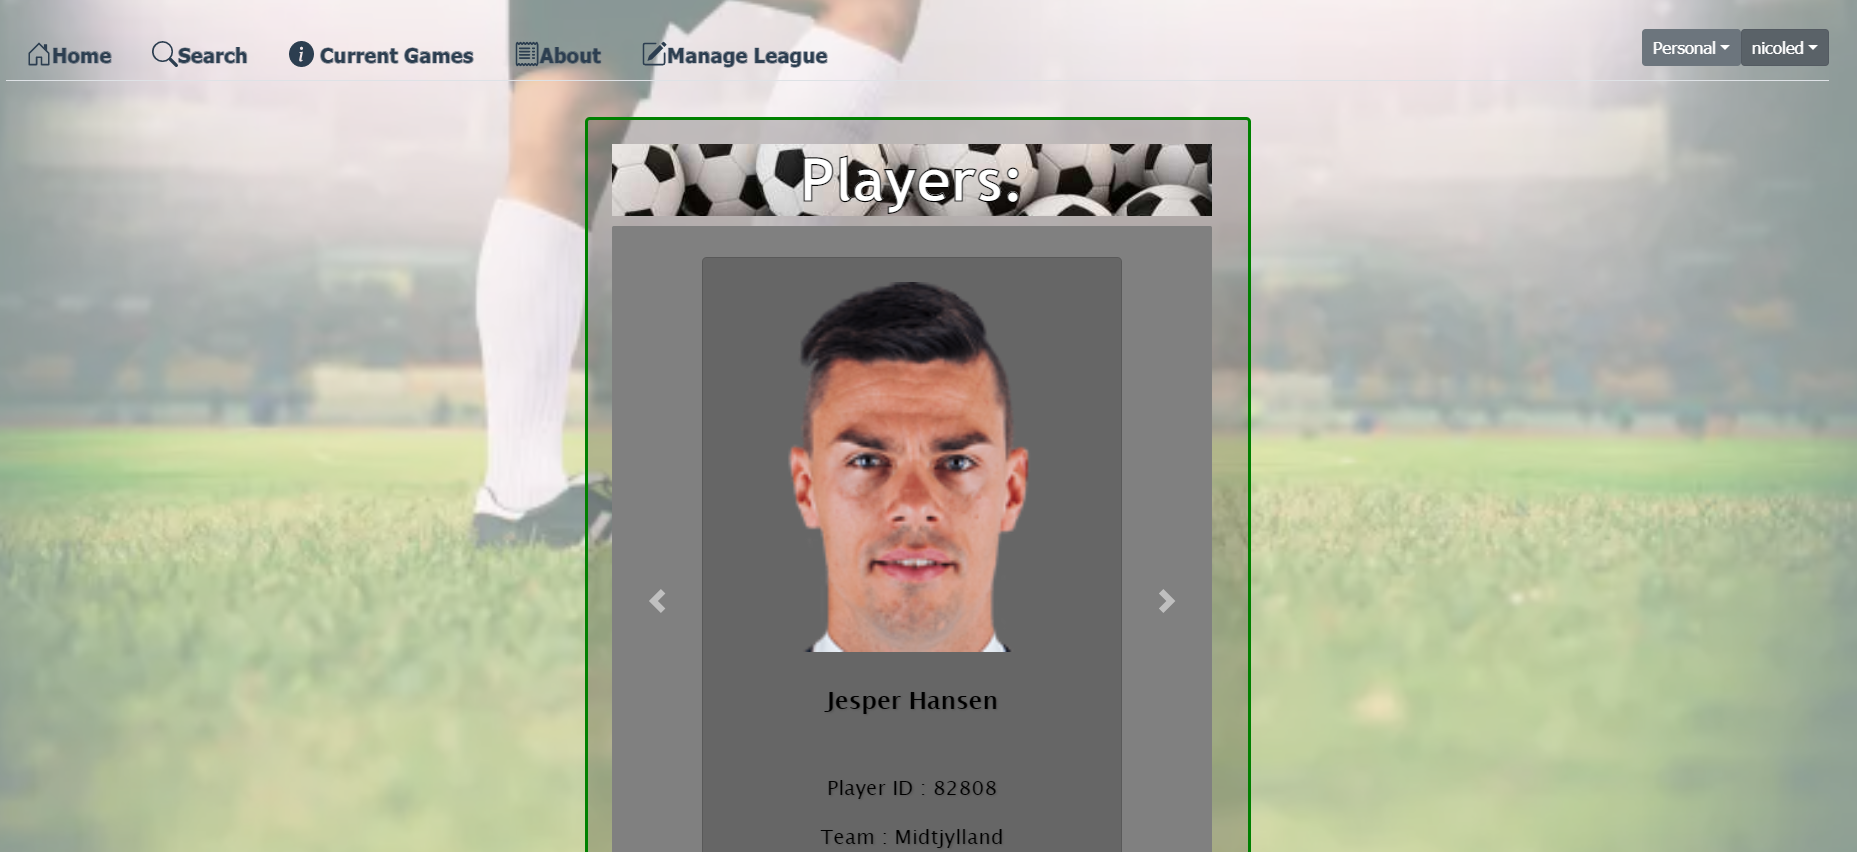 Home Search Current Games About Manage League Personal nicoled
Players:
Jesper Hansen
Player ID : 82808
Team : Midtjylland